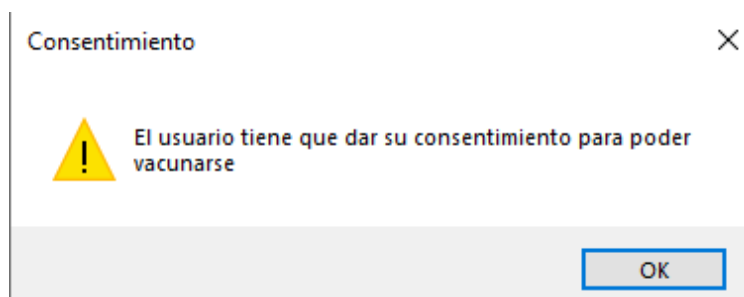 Consentimiento
El usuario tiene que dar su consentimiento para poder
vacunarse
OK